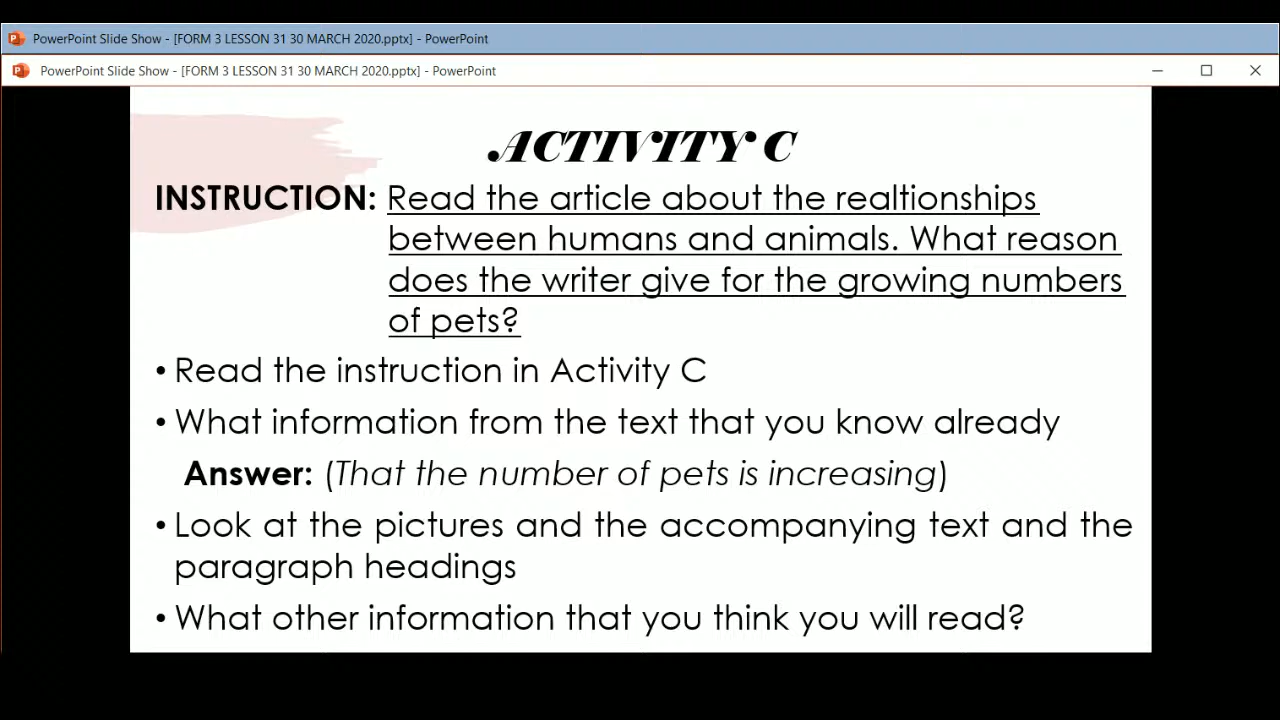 PowerPoint Slide Show - [FORM 3 LESSON 31 30 MARCH 2020.pptx] - PowerPoint
PowerPoint Slide Show - [FORM 3 LESSON 31 30 MARCH 2020.pptx] - PowerPoint
ACTIVITY C
INSTRUCTION: Read the article about the realtionships
between humans and animals. What reason
does the writer give for the growing numbers
of pets?
• Read the instruction in Activity C
• What information from the text that you know already
Answer: (That the number of pets is increasing)
• Look at the pictures and the accompanying text and the
paragraph headings
• What other information that you think you will read?